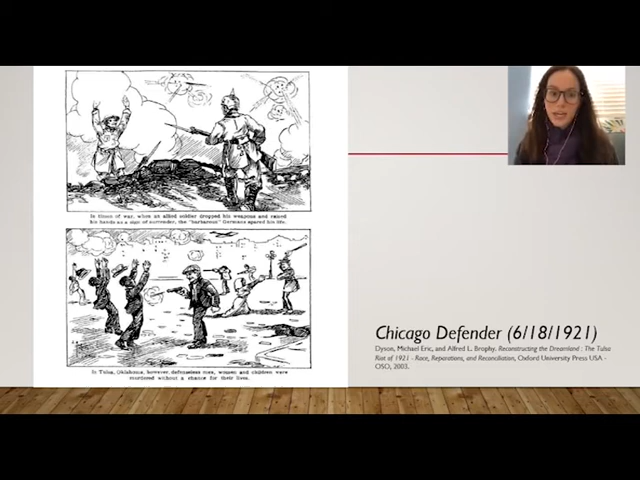 In times of war, when an allied soldier dropped his weapons and raised
his hands as a sign of surrender, the "barbarous" Germans spared his life.
In Tulsa, Oklahoma, however, defenseless men, women and children were
murdered without a chance for their lives.
Chicago Defender (6/18/1921)
Dyson, Michael Eric, and Alfred L. Brophy. Reconstructing the Dreamland : The Tulsa
Riot of 1921 - Race, Reparations, and Reconciliation, Oxford University Press USA -
OSO, 2003.